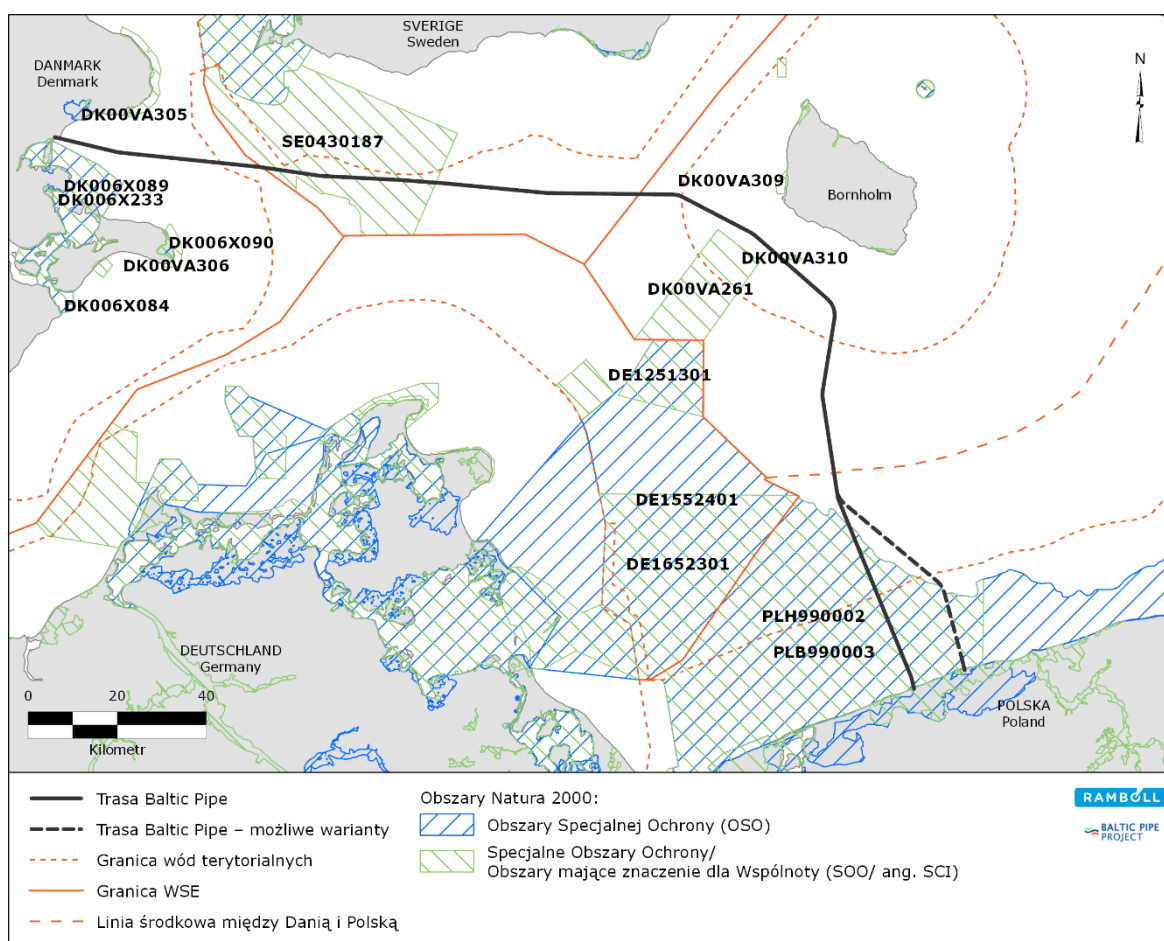 SVERIGE
Sweden
DANMARK
Denmark
N
DK00VA305
SE0430187
DK006X089
DK006X233
DK00VA309
Bornholm
DK006X090
DK00VA306
DK00VA310
DK006X084
DK00VA261
DE1251301
DE1552401
DE1652301
PLH990002
PLB990003
DEUTSCHLAND
Germany
POLSKA
Poland
0 20 40
Kilometr
Trasa Baltic Pipe
Trasa Baltic Pipe – możliwe warianty
Granica wód terytorialnych
Granica WSE
Linia środkowa między Danią i Polską
Obszary Natura 2000:
Obszary Specjalnej Ochrony (OSO)
Specjalne Obszary Ochrony/
Obszary mające znaczenie dla Wspólnoty (SOO/ ang. SCI)
RAMBOLL
BALTIC PIPE
PROJECT